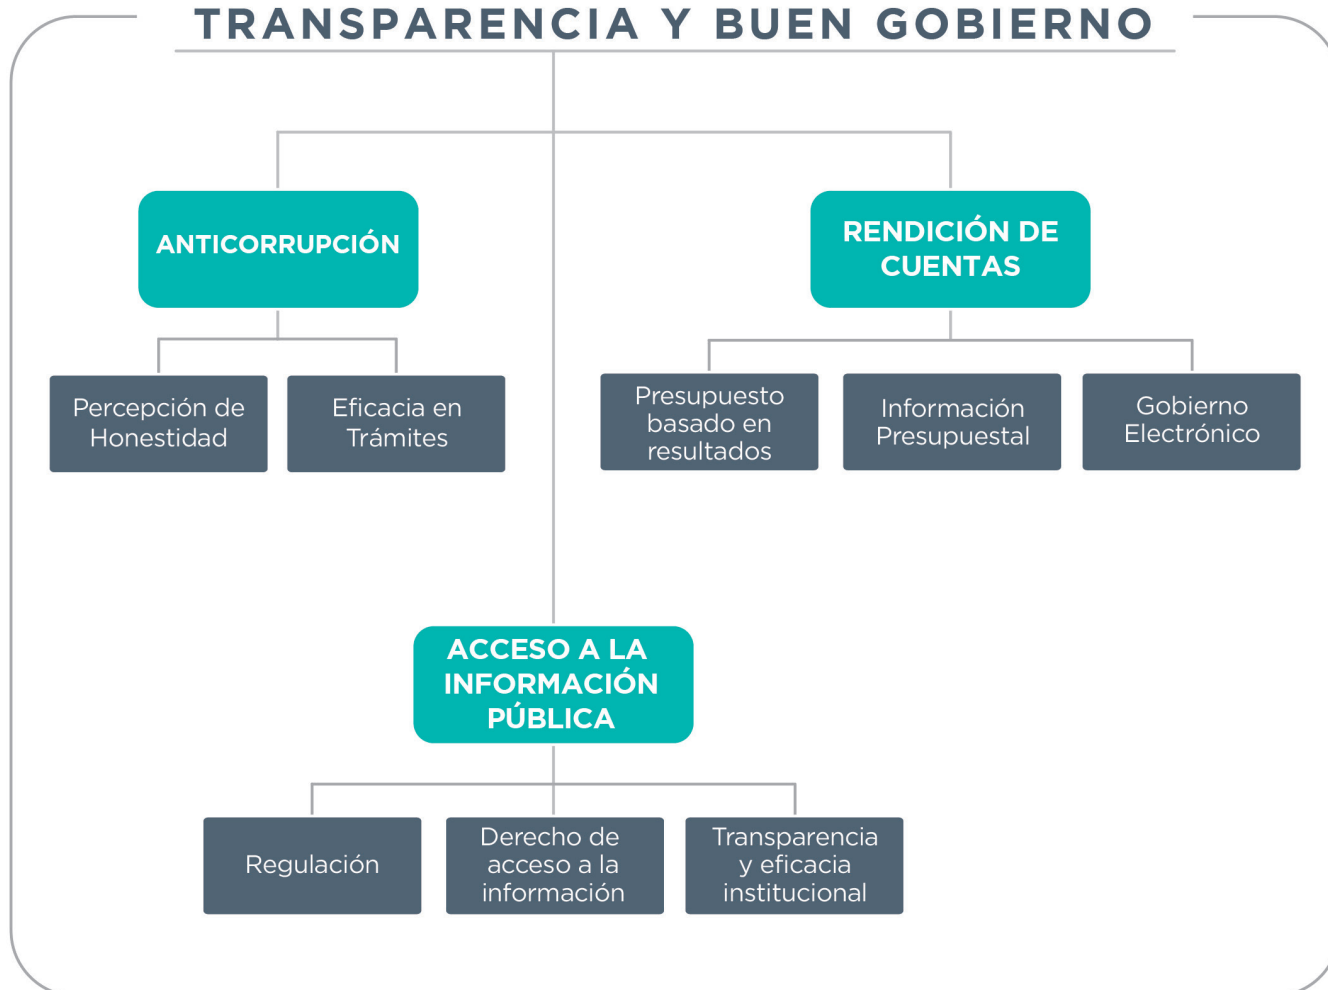 TRANSPARENCIA Y BUEN GOBIERNO
ANTICORRUPCIÓN
Percepción de
Honestidad
Eficacia en
Trámites
RENDICIÓN DE
CUENTAS
Presupuesto
basado en
resultados
Información
Presupuestal
Gobierno
Electrónico
ACCESO A LA
INFORMACIÓN
PÚBLICA
Regulación
Derecho de
acceso a la
información
Transparencia
y eficacia
institucional